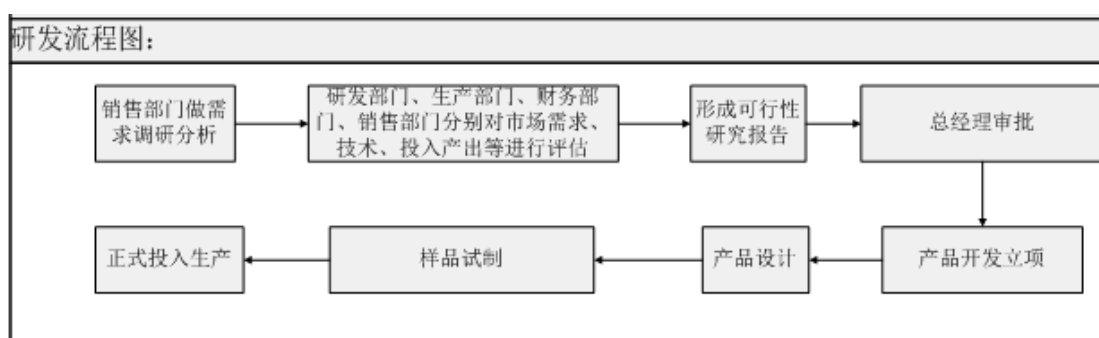 研发流程图：
销售部门做需
求调研分析
研发部门、生产部门、财务部
门、销售部门分别对市场需求、
技术、投入产出等进行评估
形成可行性
研究报告
总经理审批
正式投入生产
样品试制
产品设计
产品开发立项